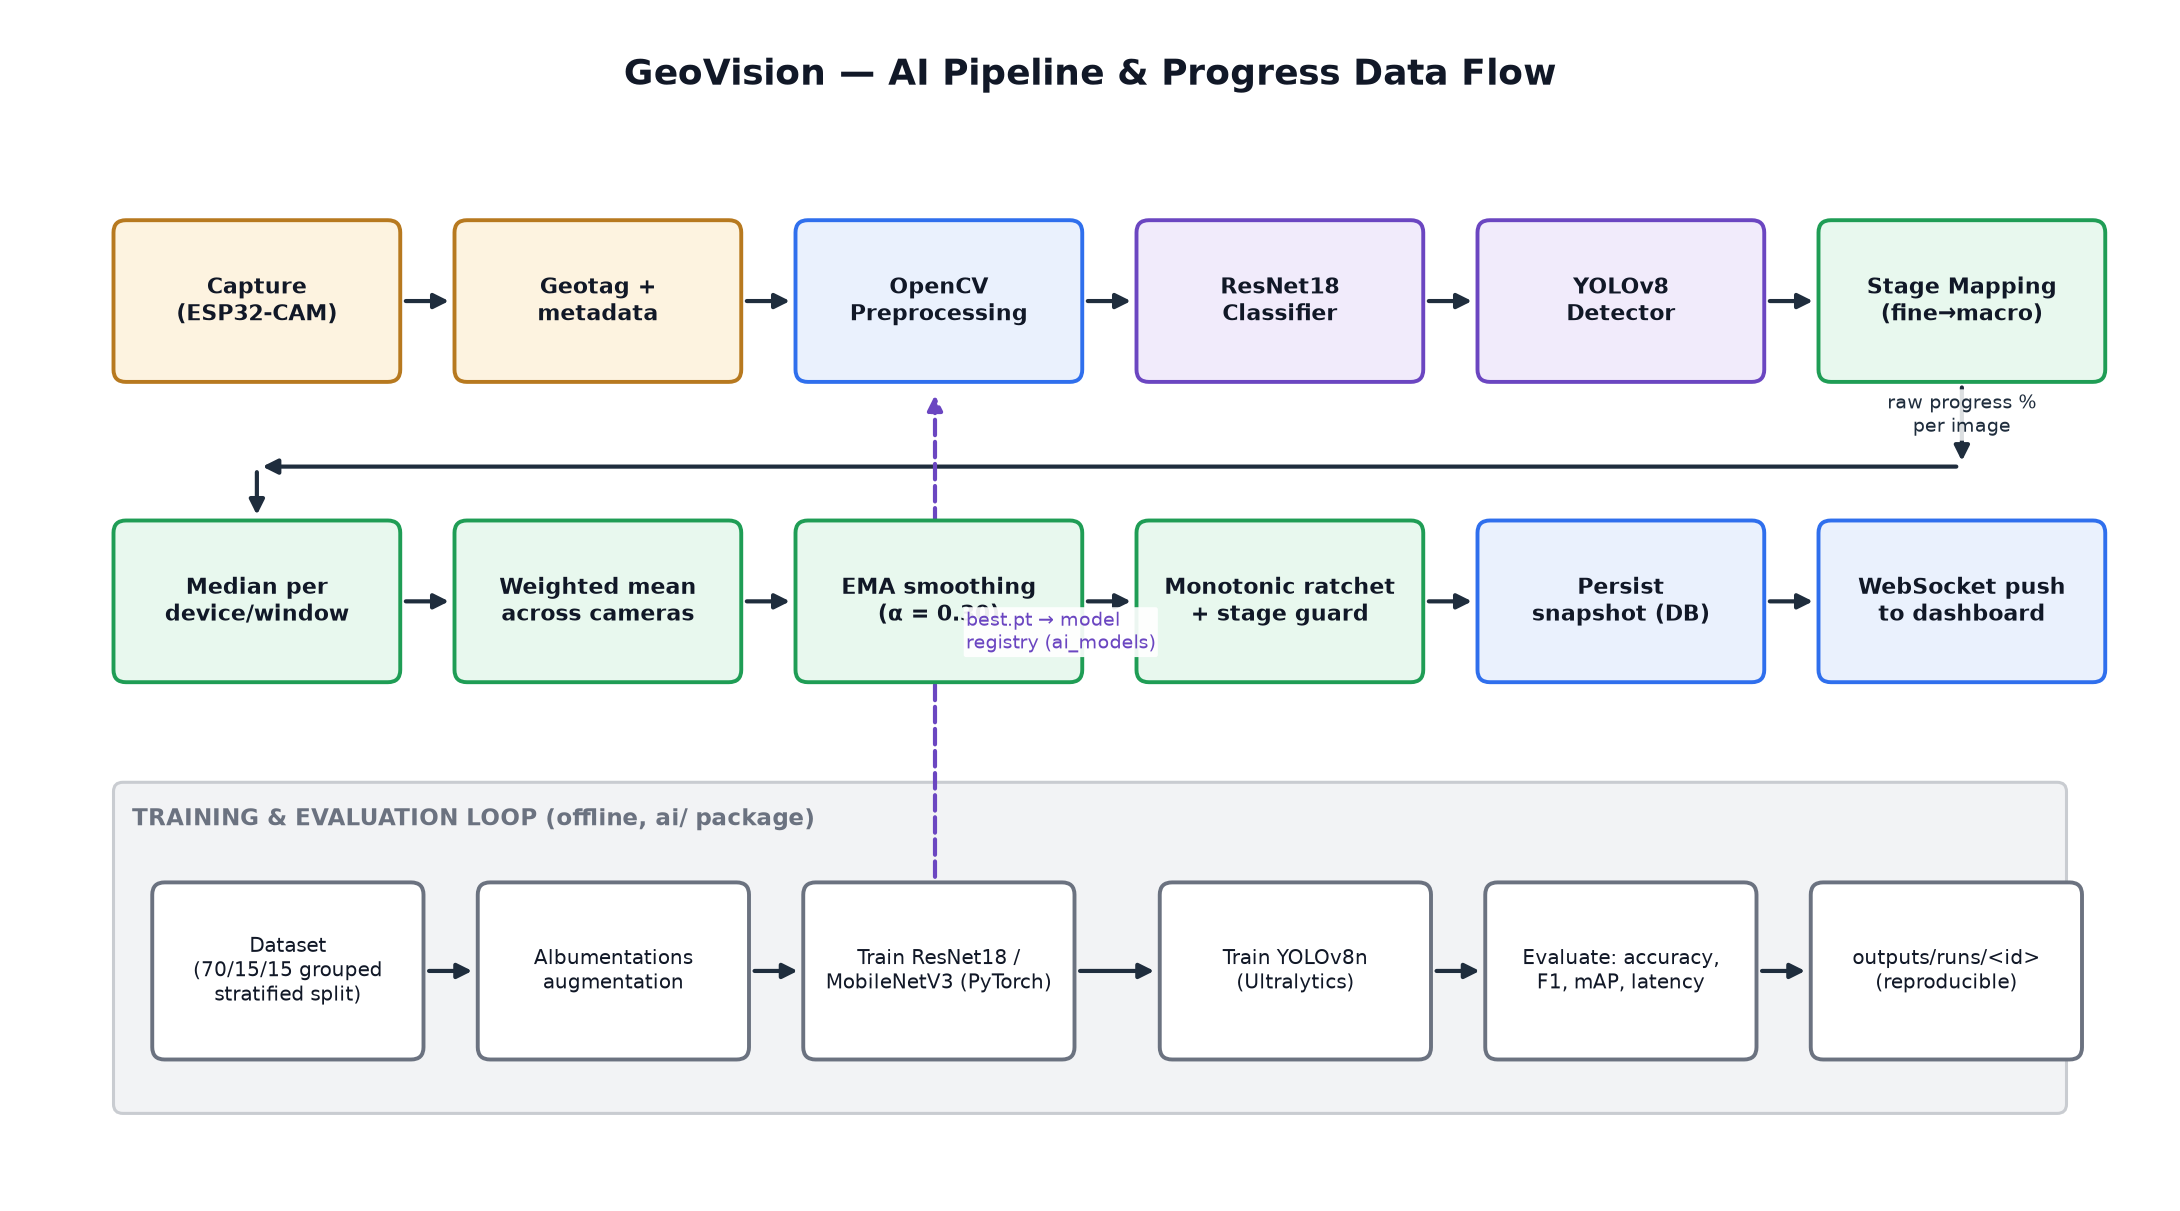 GeoVision — AI Pipeline & Progress Data Flow
Capture
(ESP32-CAM)
Geotag +
metadata
OpenCV
Preprocessing
ResNet18
Classifier
YOLOv8
Detector
Stage Mapping
(fine→macro)
raw progress %
per image
Median per
device/window
Weighted mean
across cameras
EMA smoothing
(α =
best.pt → model
registry (ai_models)
Monotonic ratchet
+ stage guard
Persist
snapshot (DB)
WebSocket push
to dashboard
TRAINING & EVALUATION LOOP (offline, ai/ package)
Dataset
(70/15/15 grouped
stratified split)
Albumentations
augmentation
Train ResNet18 /
MobileNetV3 (PyTorch)
Train YOLOv8n
(Ultralytics)
Evaluate: accuracy,
F1, mAP, latency
outputs/runs/<id>
(reproducible)